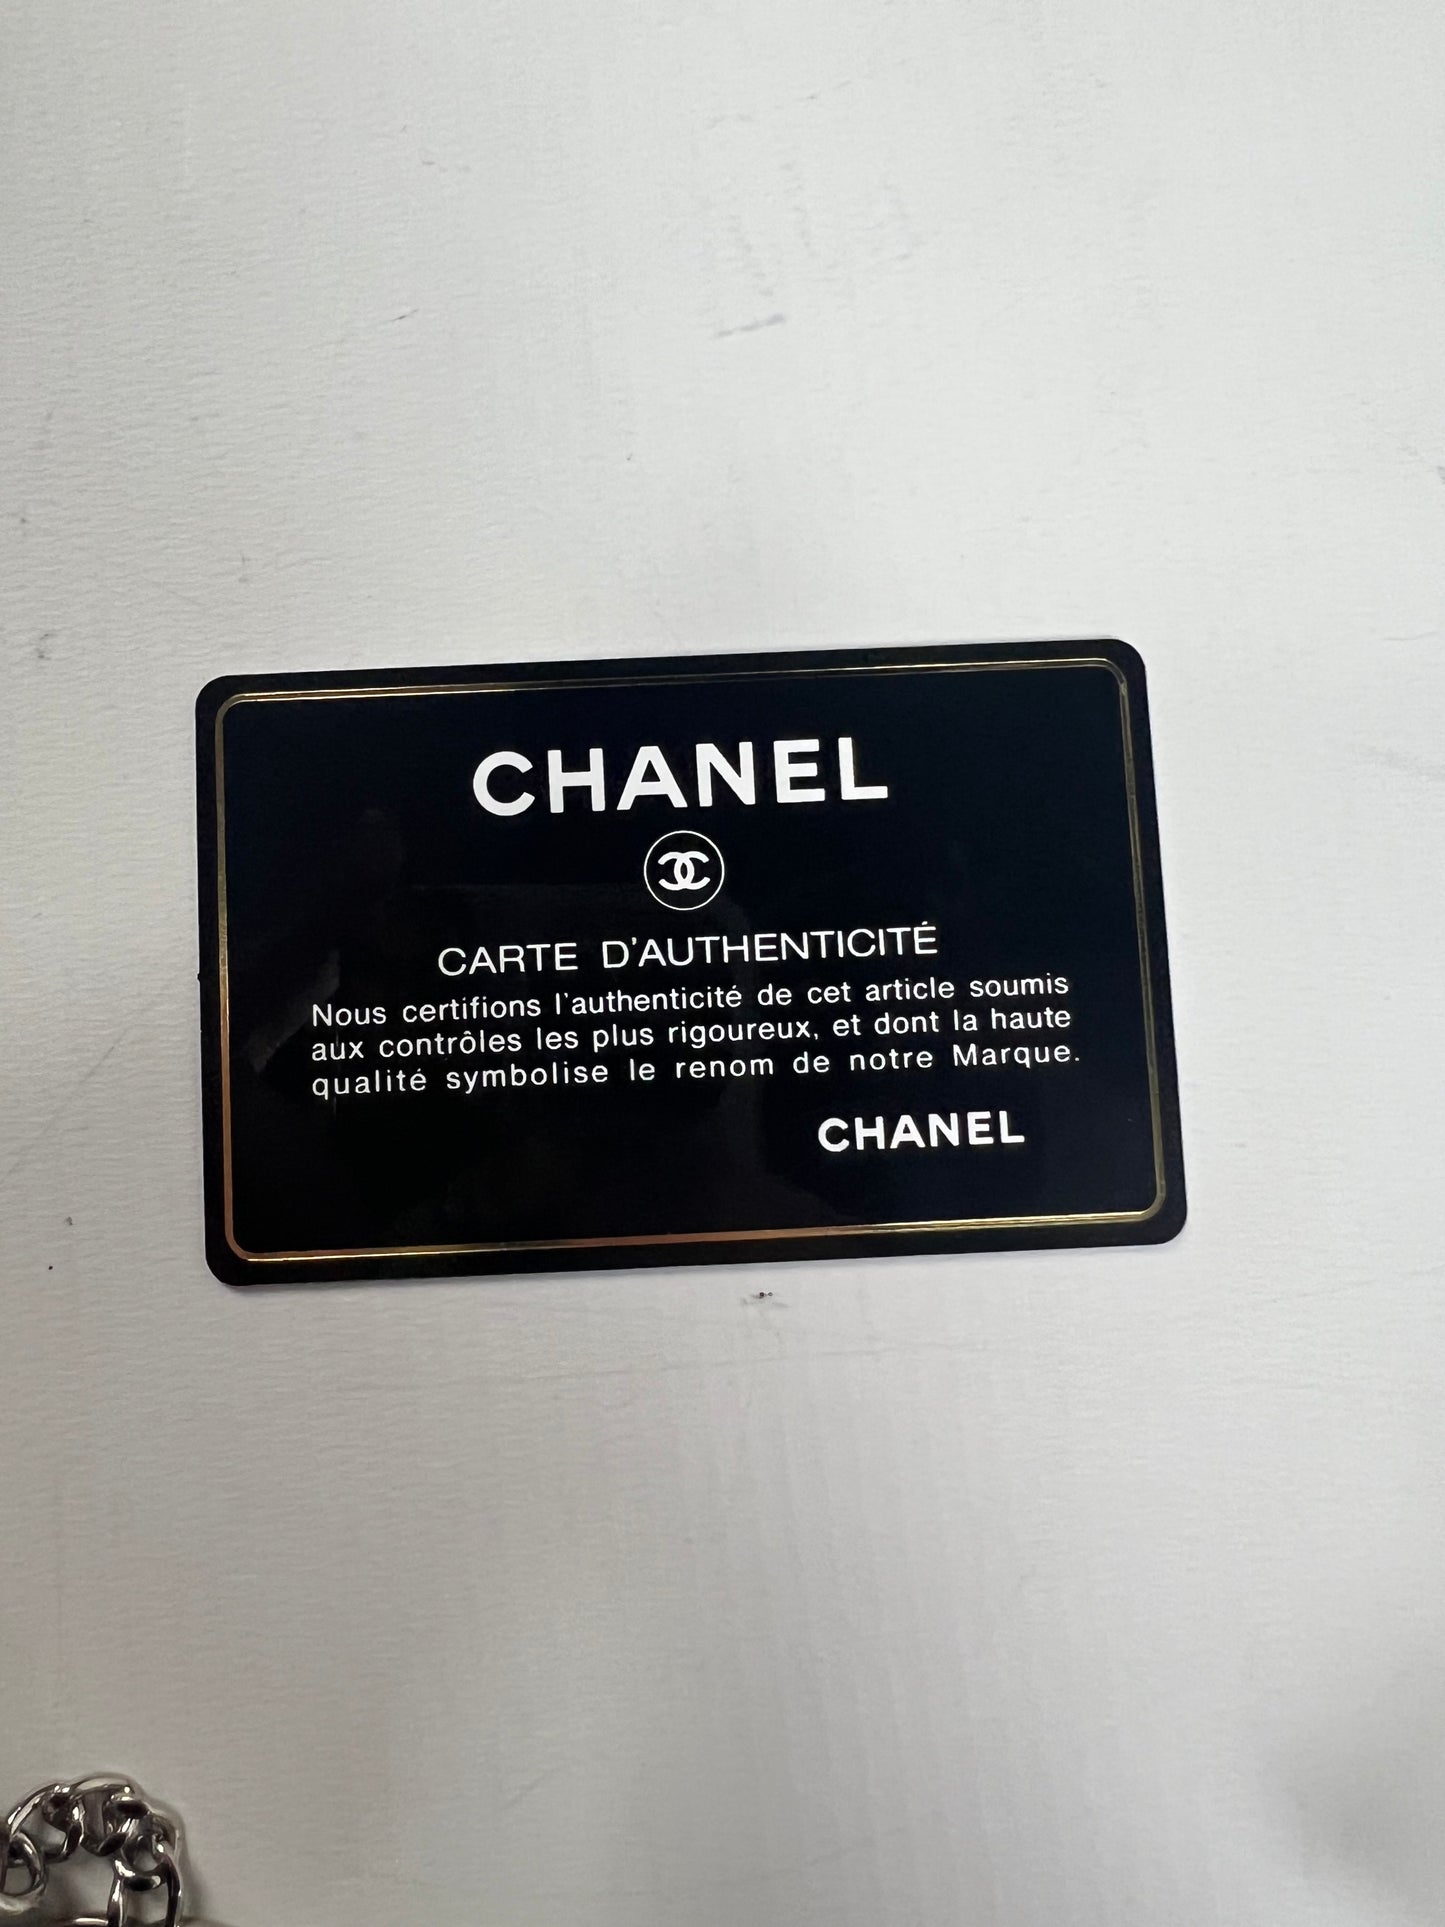 CHANEL
CARTE D'AUTHENTICITÉ
Nous certifions l'authenticité de cet article soumis
aux contrôles les plus rigoureux, et dont la haute
qualité symbolise le renom de notre Marque.
CHANEL